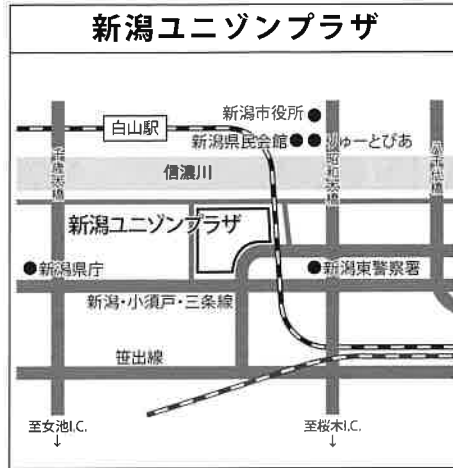 新潟ユニゾンプラザ
新潟市役所
白山駅
新潟県民会館
りゅーとぴあ
千歳大橋
昭和大橋
八千代橋
信濃川
新潟ユニゾンプラザ
新潟県庁
新潟東警察署
新潟・小須戸・三条線
笹出線
至女池I.C.
↓
至桜木I.C.
↓